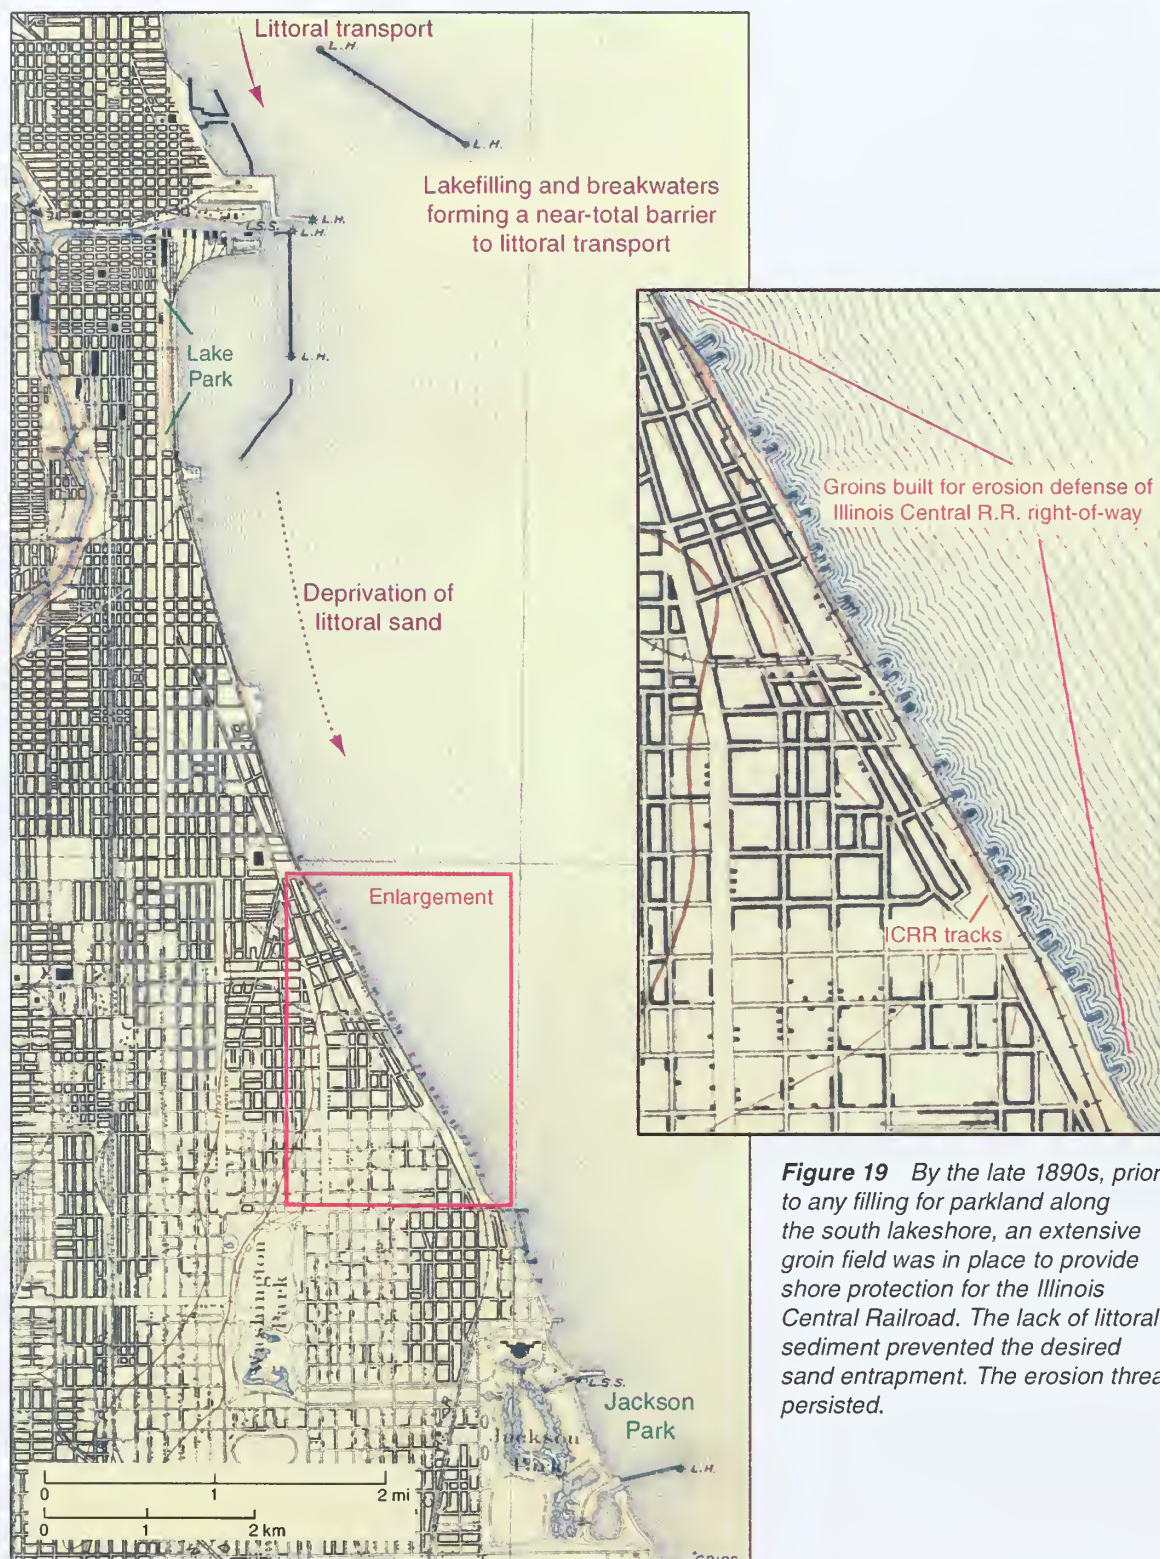 Littoral transport
L.H.
L.H.
Lakefilling and breakwaters
forming a near-total barrier
to littoral transport
L.S.S.
L.H.
L.H.
Lake
Park
L.H.
Groins built for erosion defense of
Illinois Central R.R. right-of-way
Deprivation of
littoral sand
Enlargement
ICRR tracks
Figure 19 By the late 1890s, prior
to any filling for parkland along
the south lakeshore, an extensive
groin field was in place to provide
shore protection for the Illinois
Central Railroad. The lack of littoral
sediment prevented the desired
sand entrapment. The erosion threa
persisted.
Washington
Park
L.S.S.
Jackson
Park
Jackson
Park
L.H.
0 1 2 mi
0 1 2 km